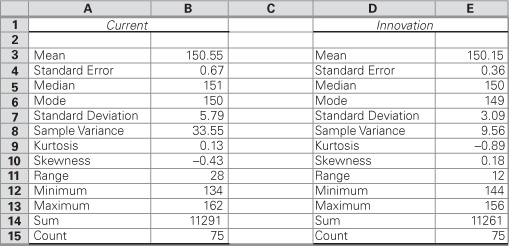 A B C D E
1 Current Innovation
2
3 Mean 150.55 Mean 150.15
4 Standard Error 0.67 Standard Error 0.36
5 Median 151 Median 150
6 Mode 150 Mode 149
7 Standard Deviation 5.79 Standard Deviation 3.09
8 Sample Variance 33.55 Sample Variance 9.56
9 Kurtosis 0.13 Kurtosis –0.89
10 Skewness –0.43 Skewness 0.18
11 Range 28 Range 12
12 Minimum 134 Minimum 144
13 Maximum 162 Maximum 156
14 Sum 11291 Sum 11261
15 Count 75 Count 75